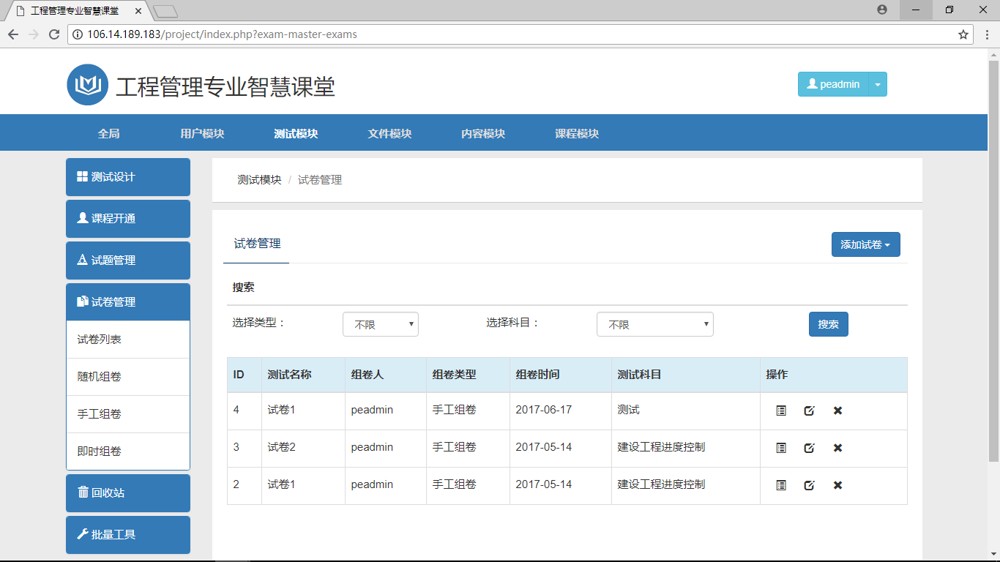 工程管理专业智慧课堂
106.14.189.183/project/index.php?exam-master-exams
工程管理专业智慧课堂
peadmin
全局 用户模块 测试模块 文件模块 内容模块 课程模块
测试设计
课程开通
试题管理
试卷管理
试卷列表
随机组卷
手工组卷
即时组卷
回收站
批量工具
测试模块 / 试卷管理
试卷管理 添加试卷
搜索
选择类型： 不限 选择科目： 不限 搜索
ID 测试名称 组卷人 组卷类型 组卷时间 测试科目 操作
4 试卷1 peadmin 手工组卷 2017-06-17 测试
3 试卷2 peadmin 手工组卷 2017-05-14 建设工程进度控制
2 试卷1 peadmin 手工组卷 2017-05-14 建设工程进度控制